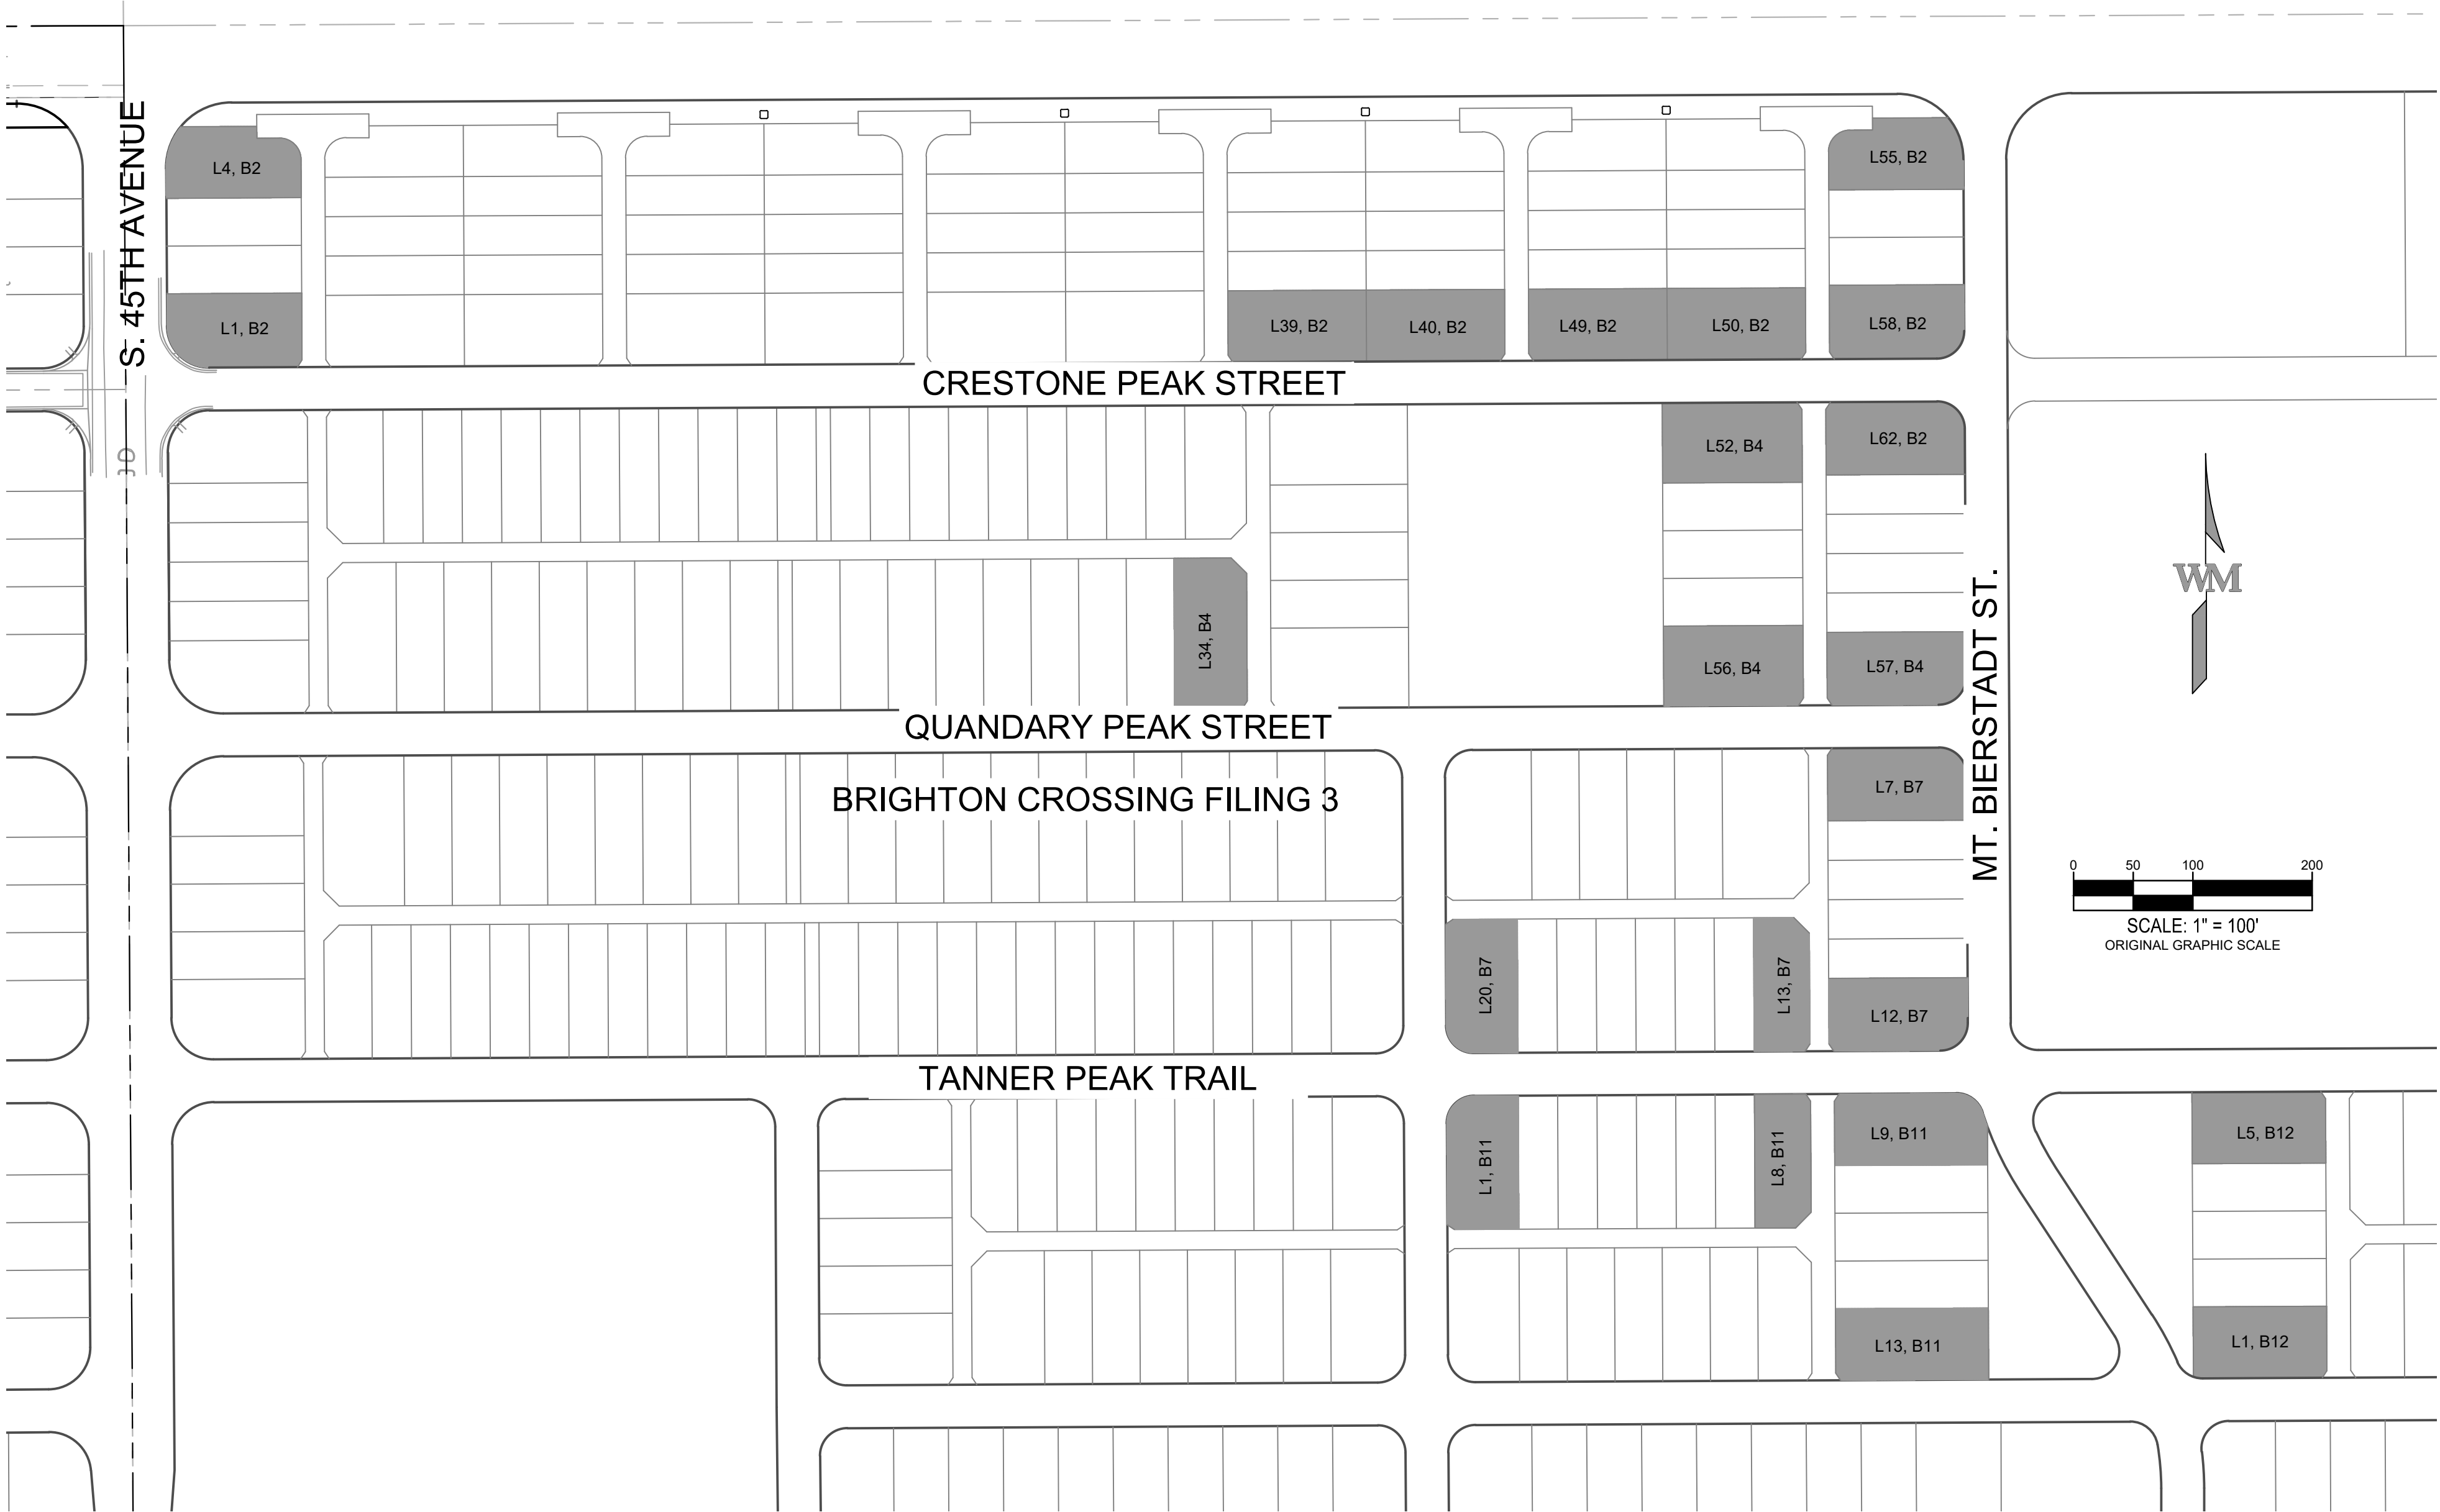 S. 45TH AVENUE
L4, B2
L55, B2
L1, B2
L39, B2
L40, B2
L49, B2
L50, B2
L58, B2
CRESTONE PEAK STREET
L52, B4
L62, B2
L34, B4
L56, B4
L57, B4
MT. BIERSTADT ST.
WM
QUANDARY PEAK STREET
BRIGHTON CROSSING FILING 3
L7, B7
0 50 100 200
SCALE: 1" = 100'
ORIGINAL GRAPHIC SCALE
L20, B7
L13, B7
L12, B7
TANNER PEAK TRAIL
L1, B11
L8, B11
L9, B11
L5, B12
L13, B11
L1, B12